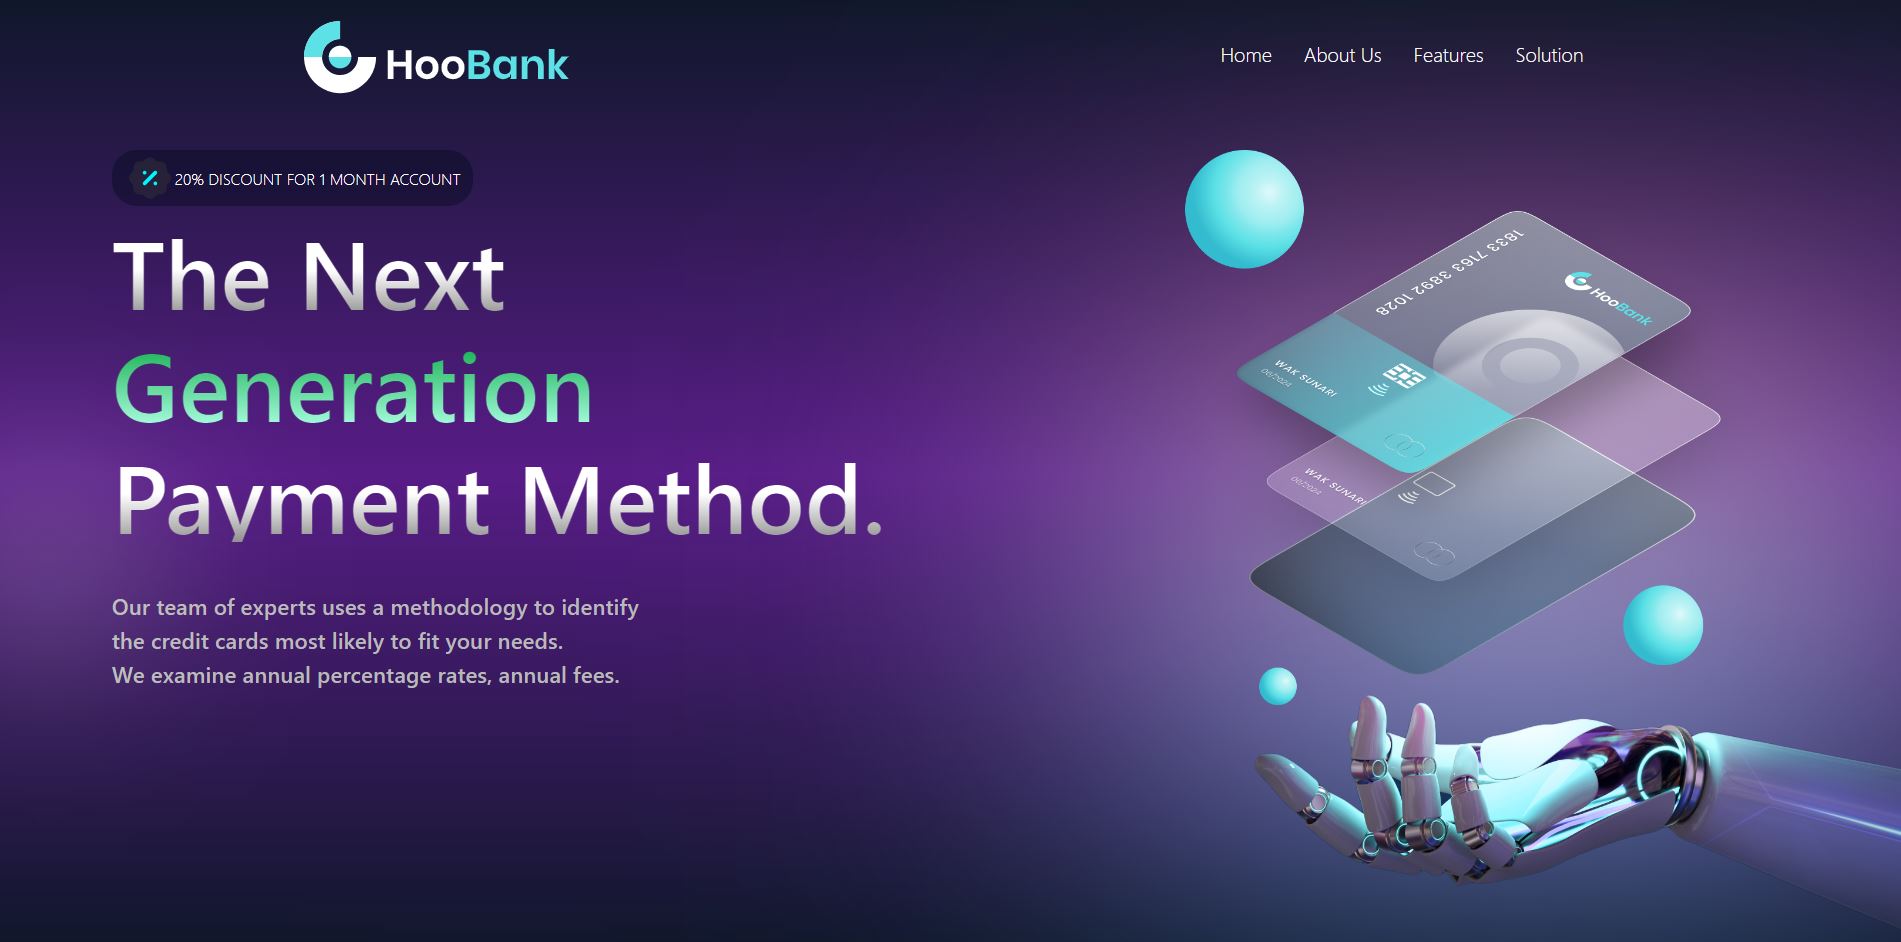 HooBank
Home
About Us
Features
Solution
20% DISCOUNT FOR 1 MONTH ACCOUNT
The Next
Generation
Payment Method.
Our team of experts uses a methodology to identify
the credit cards most likely to fit your needs.
We examine annual percentage rates, annual fees.
1833 7163 3892 1028
HooBank
WAK SUNARI
06/2024
WAK SUNARI
06/2024